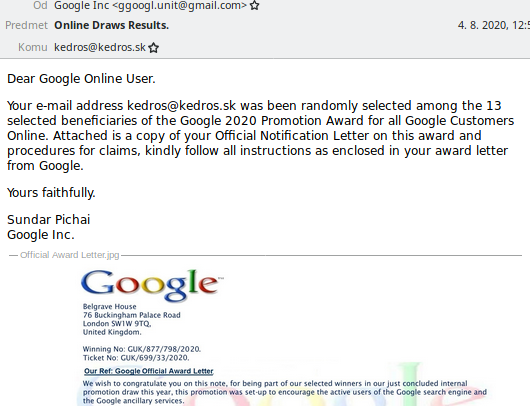 Od Google Inc <ggoogl.unit@gmail.com>
Predmet Online Draws Results. 4. 8. 2020, 12:5
Komu kedros@kedros.sk
Dear Google Online User.
Your e-mail address kedros@kedros.sk was been randomly selected among the 13
selected beneficiaries of the Google 2020 Promotion Award for all Google Customers
Online. Attached is a copy of your Official Notification Letter on this award and
procedures for claims, kindly follow all instructions as enclosed in your award letter
from Google.
Yours faithfully.
Sundar Pichai
Google Inc.
Official Award Letter.jpg
Google™
Belgrave House
76 Buckingham Palace Road
London SW1W 9TQ,
United Kingdom.
Winning No: GUK/877/798/2020.
Ticket No: GUK/699/33/2020.
Our Ref: Google Official Award Letter
We wish to congratulate you on this note, for being part of our selected winners in our just concluded internal
promotion draw this year, this promotion was set-up to encourage the active users of the Google search engine and
the Google ancillary services.